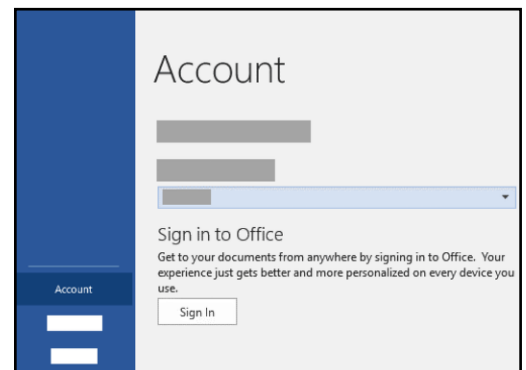 Account
Sign in to Office
Get to your documents from anywhere by signing in to Office. Your
experience just gets better and more personalized on every device you
use.
Account
Sign In